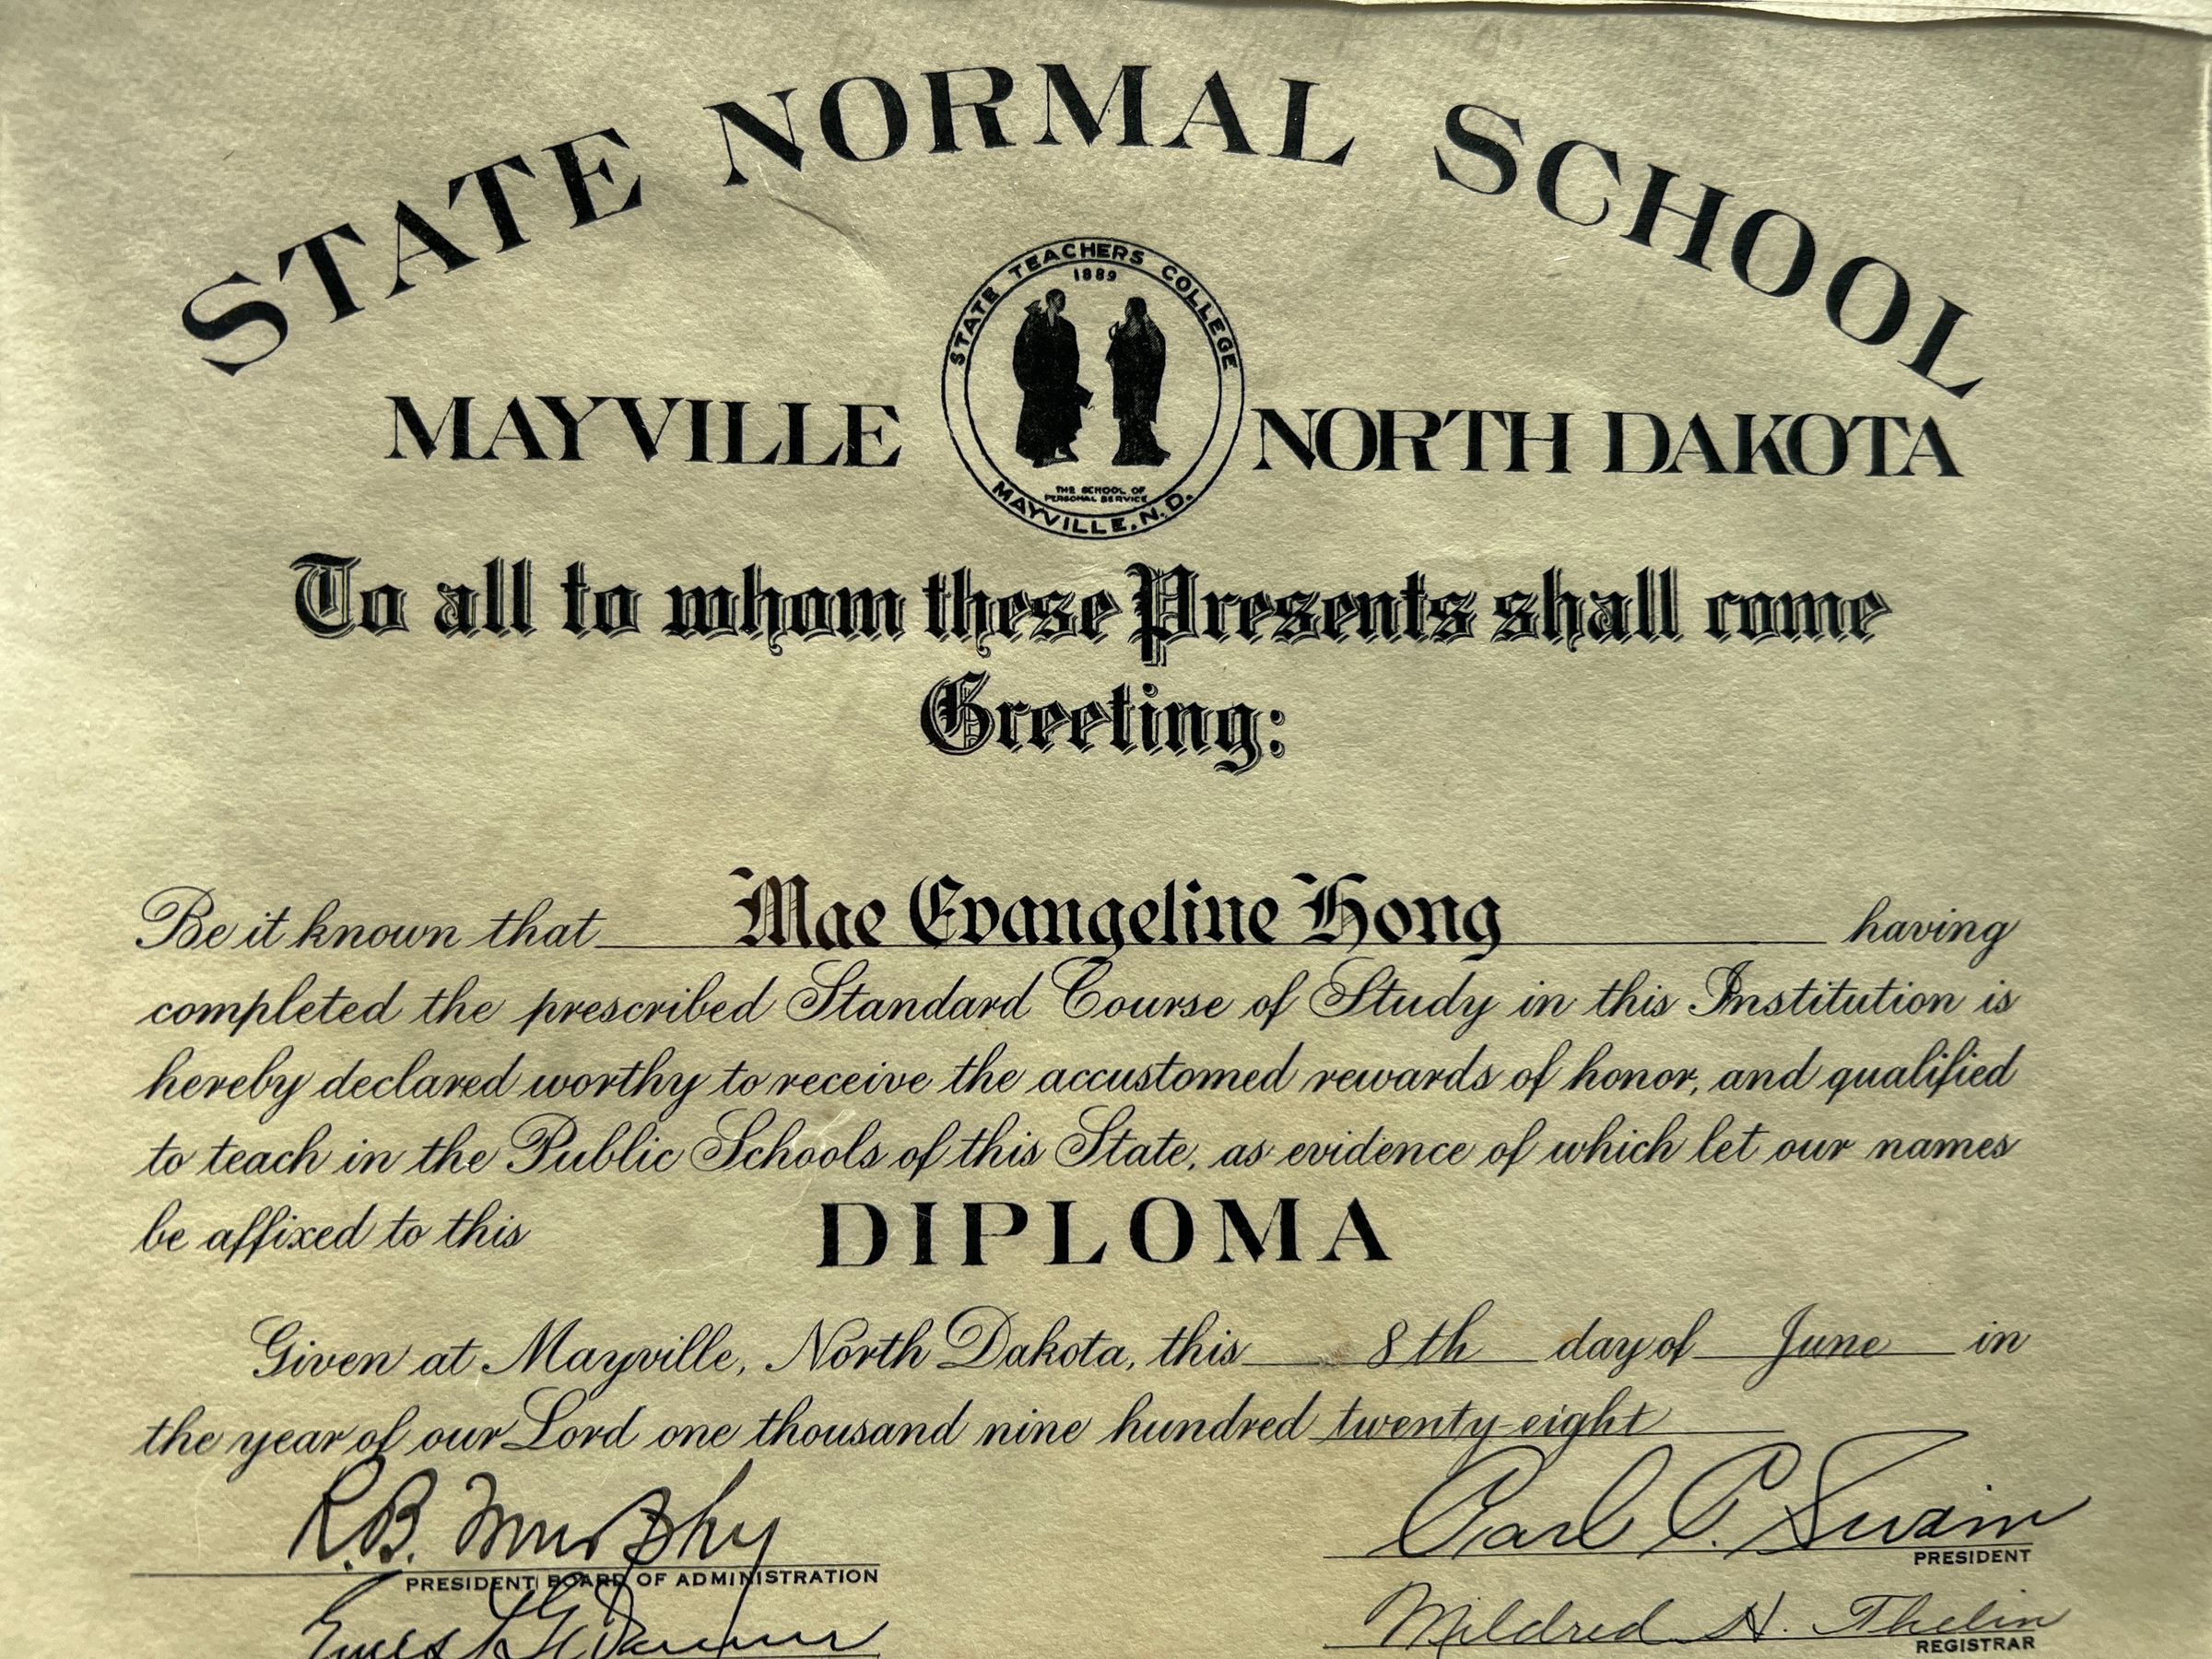 STATE NORMAL SCHOOL
STATE TEACHERS COLLEGE
1889
MAYVILLE NORTH DAKOTA
THE SCHOOL OF
PERSONAL SERVICE
MAYVILLE, N.D.
To all to whom these Presents shall come
Greeting:
Be it known that Mae Evangeline Hong having
completed the prescribed Standard Course of Study in this Institution is
hereby declared worthy to receive the accustomed rewards of honor, and qualified
to teach in the Public Schools of this State, as evidence of which let our names
be affixed to this DIPLOMA
Given at Mayville, North Dakota, this 8th day of June in
the year of our Lord one thousand nine hundred twenty-eight
R.B. Murphy Carl C. Swain
PRESIDENT BOARD OF ADMINISTRATION PRESIDENT
Mildred H. Thelin
REGISTRAR